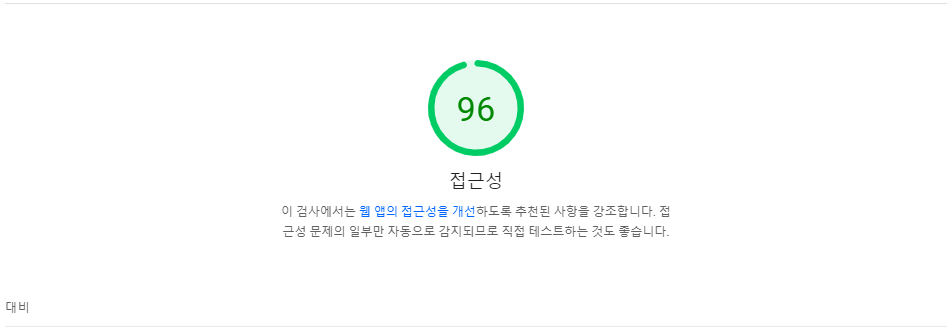 96
접근성
이 검사에서는 웹 앱의 접근성을 개선하도록 추천된 사항을 강조합니다. 접
근성 문제의 일부만 자동으로 감지되므로 직접 테스트하는 것도 좋습니다.
대비